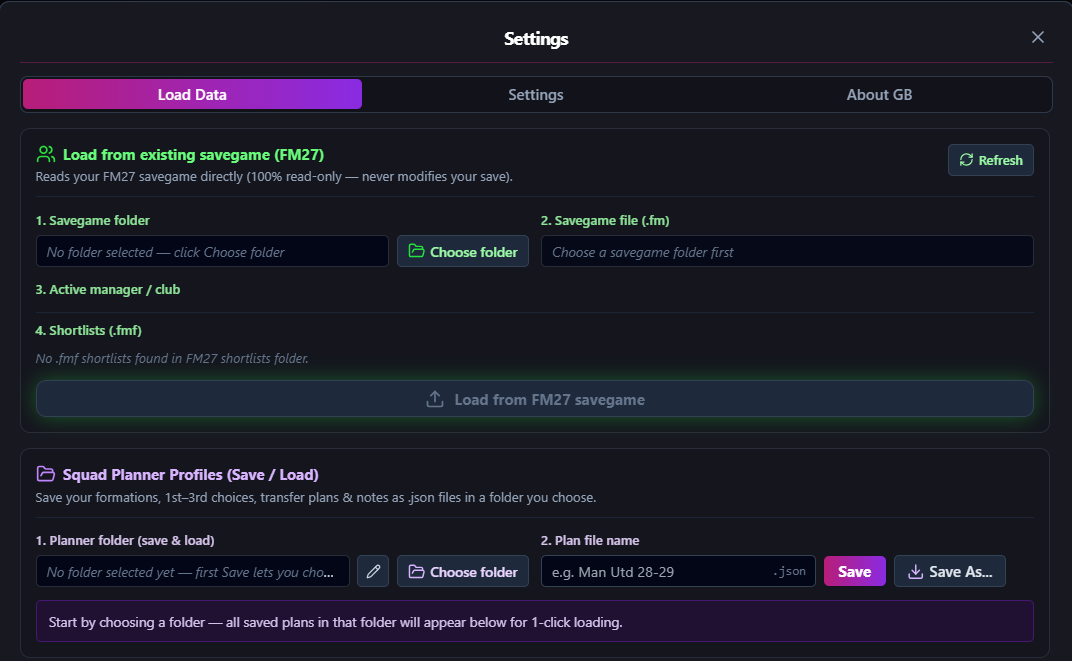 Settings
Load Data
Settings
About GB
Load from existing savegame (FM27)
Reads your FM27 savegame directly (100% read-only — never modifies your save).
Refresh
1. Savegame folder
2. Savegame file (.fm)
No folder selected — click Choose folder
Choose folder
Choose a savegame folder first
3. Active manager / club
4. Shortlists (.fmf)
No .fmf shortlists found in FM27 shortlists folder.
Load from FM27 savegame
Squad Planner Profiles (Save / Load)
Save your formations, 1st–3rd choices, transfer plans & notes as .json files in a folder you choose.
1. Planner folder (save & load)
2. Plan file name
No folder selected yet — first Save lets you cho...
Choose folder
e.g. Man Utd 28-29
.json
Save
Save As...
Start by choosing a folder — all saved plans in that folder will appear below for 1-click loading.